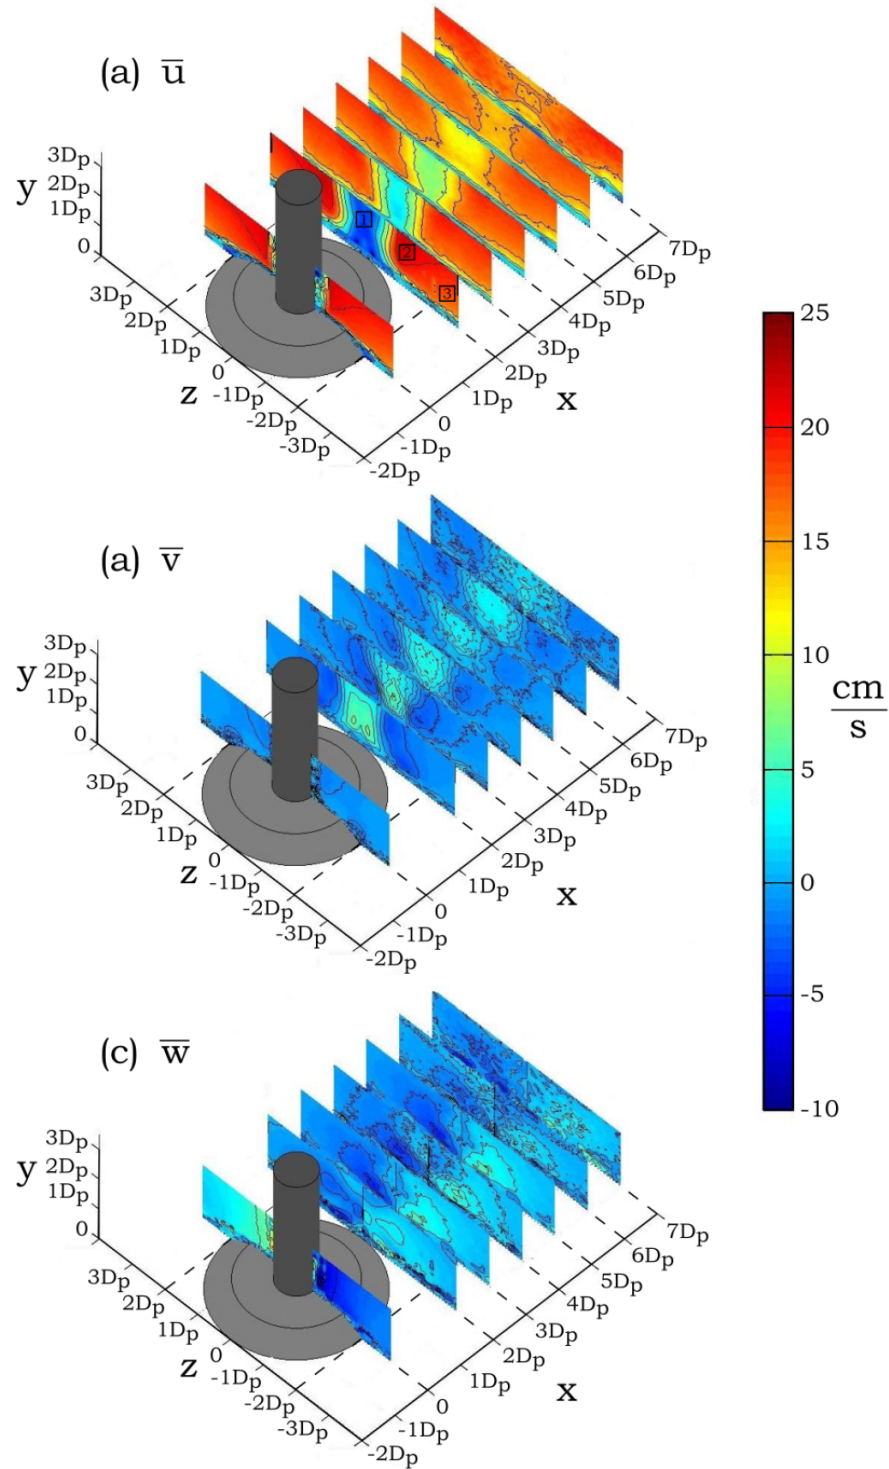 (a) u̅
3Dp
2Dp
1Dp
0
y
3Dp
2Dp
1Dp
0
-1Dp
-2Dp
-3Dp
z
-2Dp
-1Dp
0
1Dp
2Dp
3Dp
4Dp
5Dp
6Dp
7Dp
x
1
2
3
(a) v̅
3Dp
2Dp
1Dp
0
y
3Dp
2Dp
1Dp
0
-1Dp
-2Dp
-3Dp
z
-2Dp
-1Dp
0
1Dp
2Dp
3Dp
4Dp
5Dp
6Dp
7Dp
x
(c) w̅
3Dp
2Dp
1Dp
0
y
3Dp
2Dp
1Dp
0
-1Dp
-2Dp
-3Dp
z
-2Dp
-1Dp
0
1Dp
2Dp
3Dp
4Dp
5Dp
6Dp
7Dp
x
25
20
15
10
5
0
-5
-10
cm
s